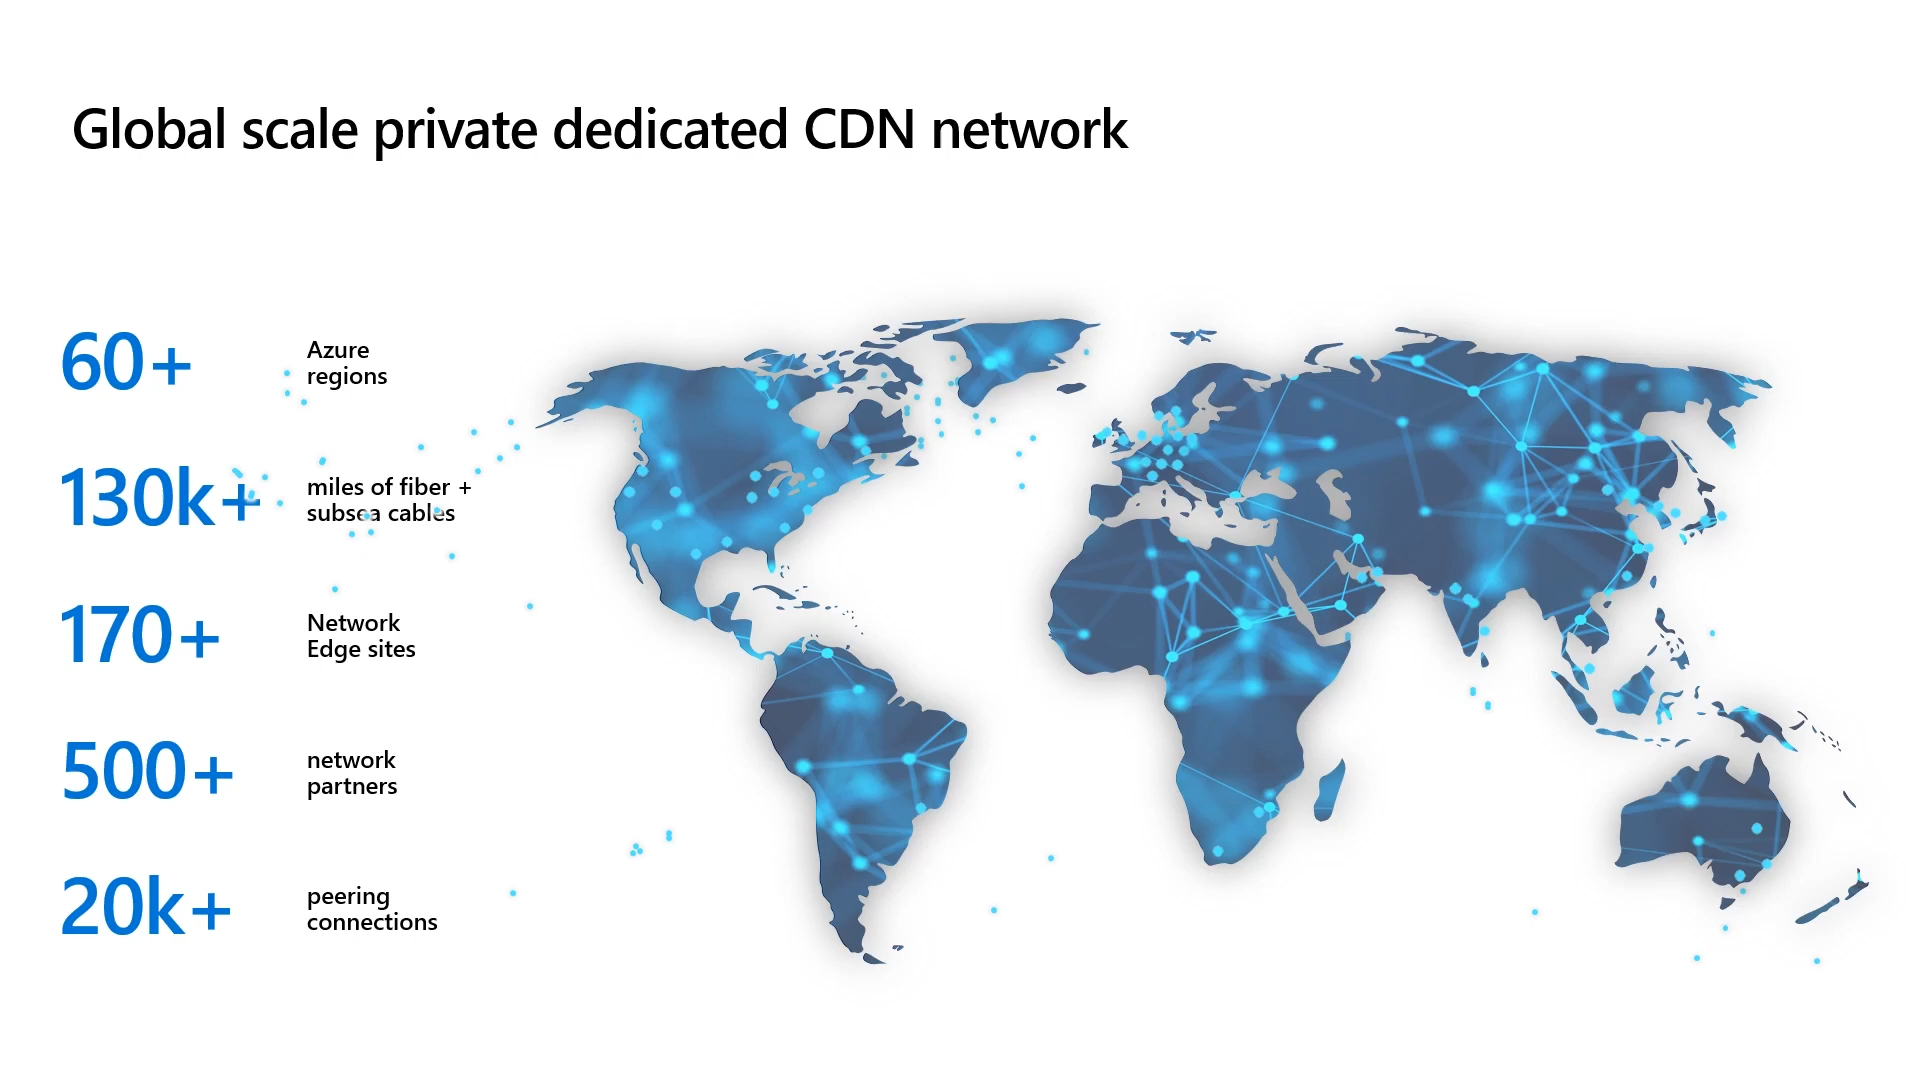 Global scale private dedicated CDN network
60+
Azure
regions
130k+
miles of fiber +
subsea cables
170+
Network
Edge sites
500+
network
partners
20k+
peering
connections